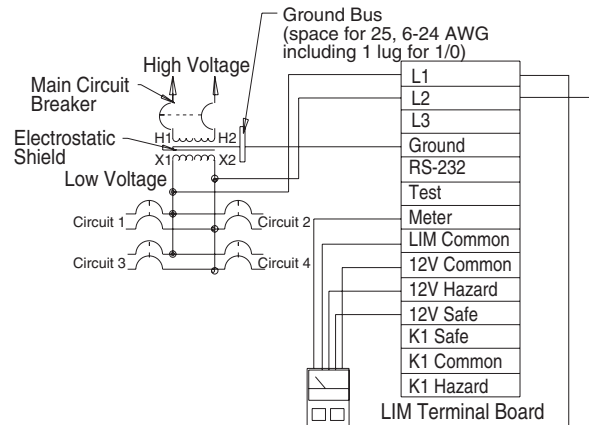 Ground Bus
(space for 25, 6-24 AWG
including 1 lug for 1/0)
High Voltage
Main Circuit
Breaker
H1 H2
Electrostatic
Shield
X1 X2
Low Voltage
Circuit 1
Circuit 2
Circuit 3
Circuit 4
L1
L2
L3
Ground
RS-232
Test
Meter
LIM Common
12V Common
12V Hazard
12V Safe
K1 Safe
K1 Common
K1 Hazard
LIM Terminal Board